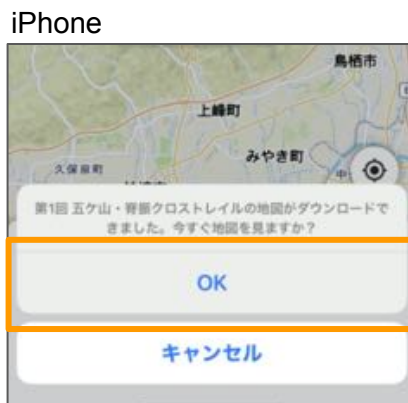 iPhone
鳥栖市
上峰町
みやき町
久保泉町
中
第1回 五ケ山・脊振クロストレイルの地図がダウンロードで
きました。今すぐ地図を見ますか？
OK
キャンセル